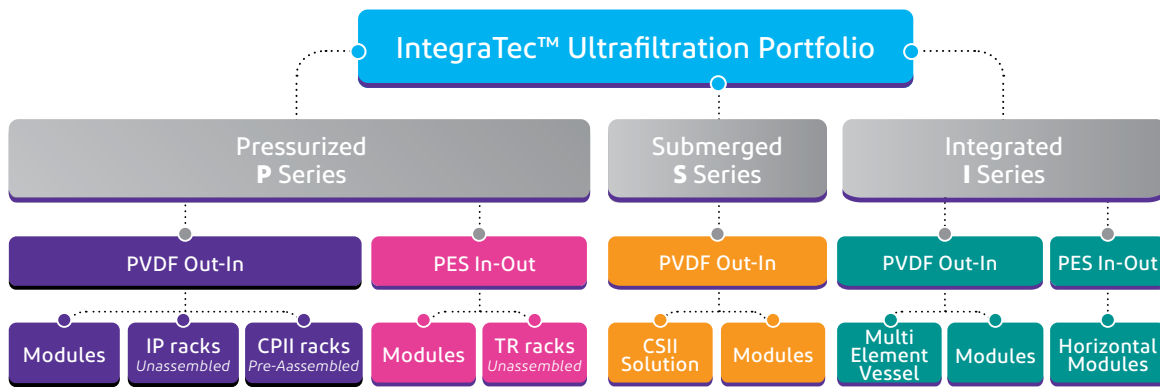 IntegraTec™ Ultrafiltration Portfolio
Pressurized
P Series
Submerged
S Series
Integrated
I Series
PVDF Out-In
PES In-Out
PVDF Out-In
PVDF Out-In
PES In-Out
Modules
IP racks
Unassembled
CPII racks
Pre-Aassembled
Modules
TR racks
Unassembled
CSII
Solution
Modules
Multi
Element
Vessel
Modules
Horizontal
Modules